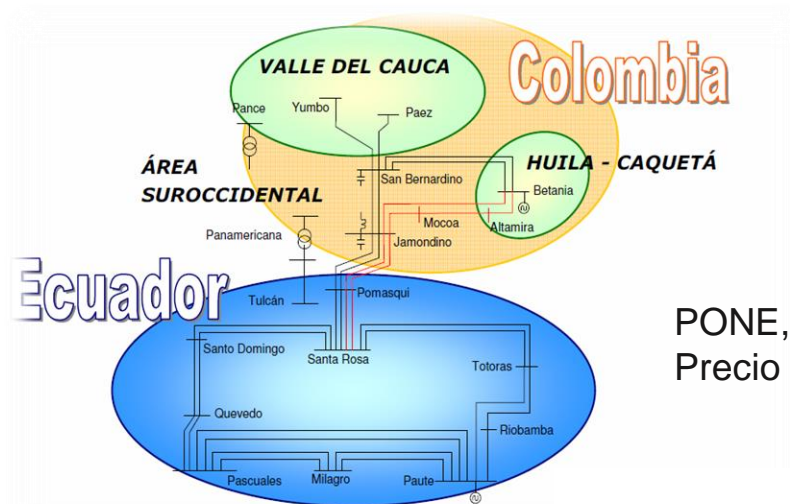 Colombia
VALLE DEL CAUCA
Pance
Yumbo
Paez
ÁREA
SUROCCIDENTAL
San Bernardino
HUILA - CAQUETÁ
Betania
Mocoa
Altamira
Panamericana
Jamondino
Ecuador
Tulcán
Pomasqui
Santo Domingo
Santa Rosa
Totoras
Quevedo
Riobamba
Pascuales
Milagro
Paute
PONE,
Precio